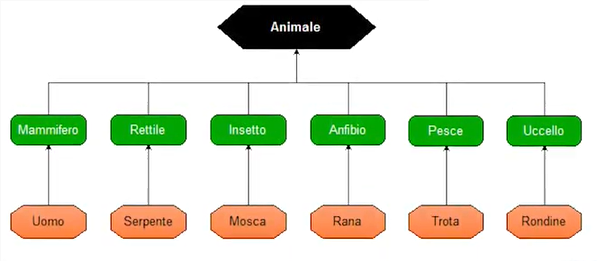 Animale
Mammifero Rettile Insetto Anfibio Pesce Uccello
Uomo Serpente Mosca Rana Trota Rondine